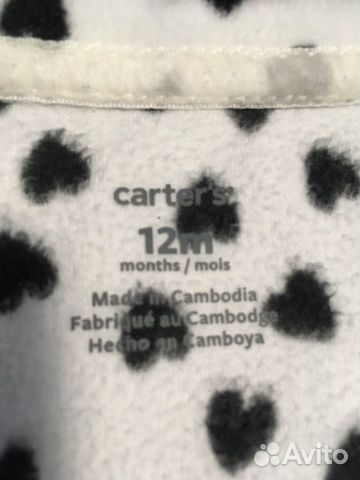 carter's
12m
months / mois
Made in Cambodia
Fabriqué au Cambodge
Hecho en Camboya
Avito